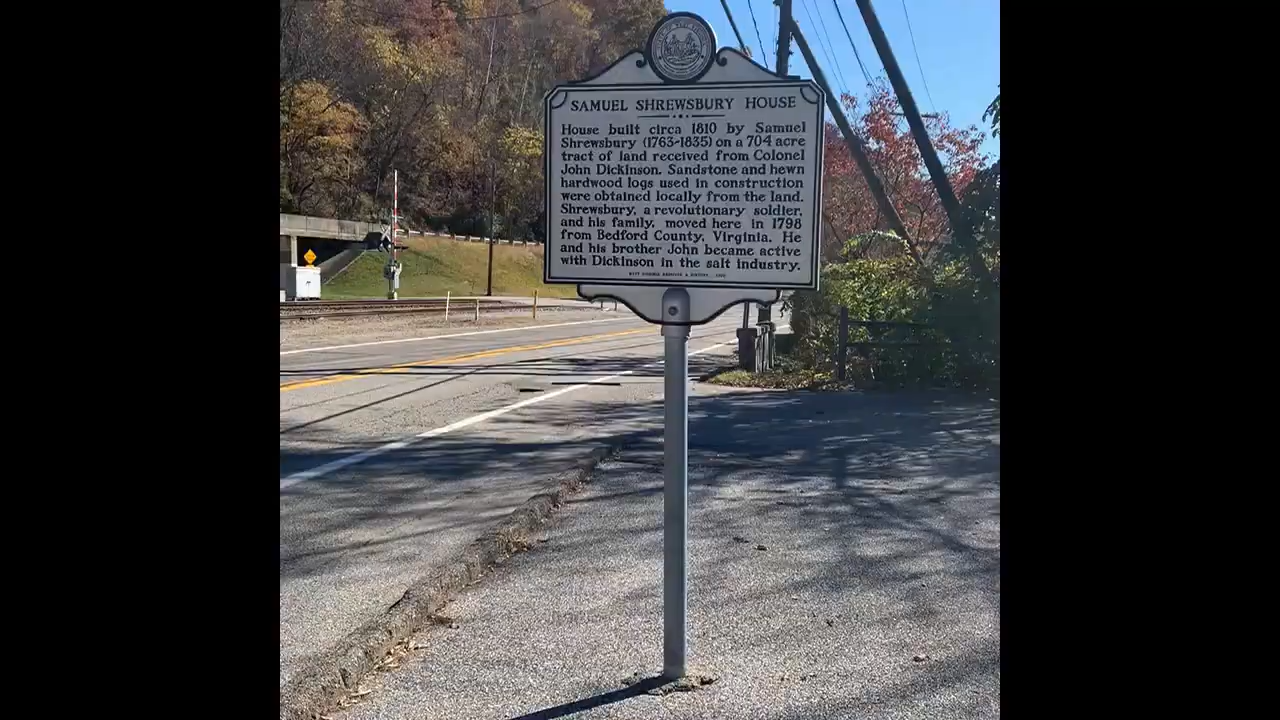 SAMUEL SHREWSBURY HOUSE
House built circa 1810 by Samuel
Shrewsbury (1763-1835) on a 704 acre
tract of land received from Colonel
John Dickinson. Sandstone and hewn
hardwood logs used in construction
were obtained locally from the land.
Shrewsbury, a revolutionary soldier,
and his family, moved here in 1798
from Bedford County, Virginia. He
and his brother John became active
with Dickinson in the salt industry.